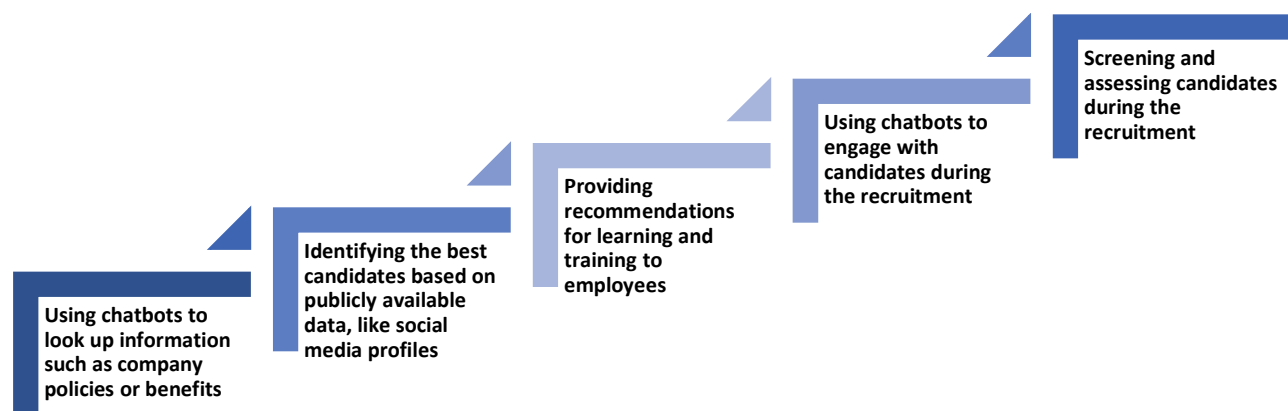 Using chatbots to
look up information
such as company
policies or benefits
Identifying the best
candidates based on
publicly available
data, like social
media profiles
Providing
recommendations
for learning and
training to
employees
Using chatbots to
engage with
candidates during
the recruitment
Screening and
assessing candidates
during the
recruitment